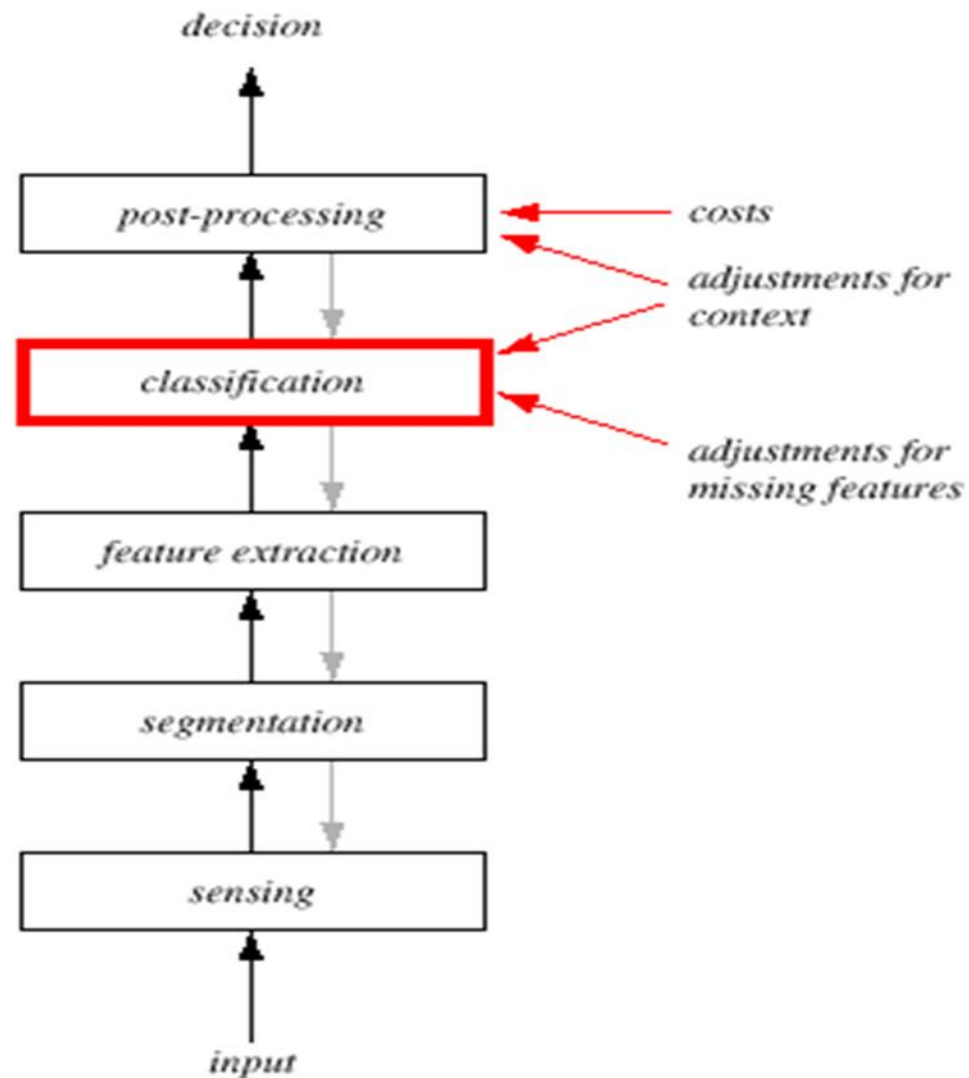 decision
post-processing
costs
adjustments for
context
classification
adjustments for
missing features
feature extraction
segmentation
sensing
input